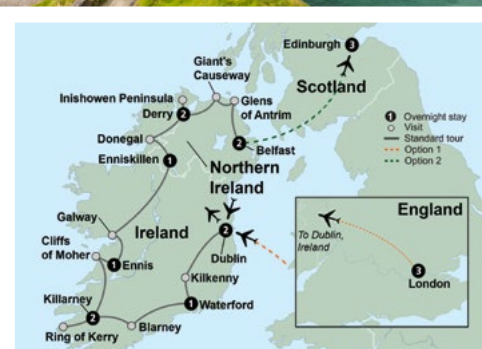 Edinburgh
3
Scotland
Giant's
Causeway
Inishowen Peninsula
Derry
2
Glens
of Antrim
1 Overnight stay
Visit
Standard tour
Option 1
Option 2
Donegal
Enniskillen
1
2
Belfast
Northern
Ireland
Galway
Ireland
Cliffs
of Moher
1
Ennis
2
Dublin
Kilkenny
Killarney
2
1
Waterford
Ring of Kerry
Blarney
England
To Dublin,
Ireland
3
London